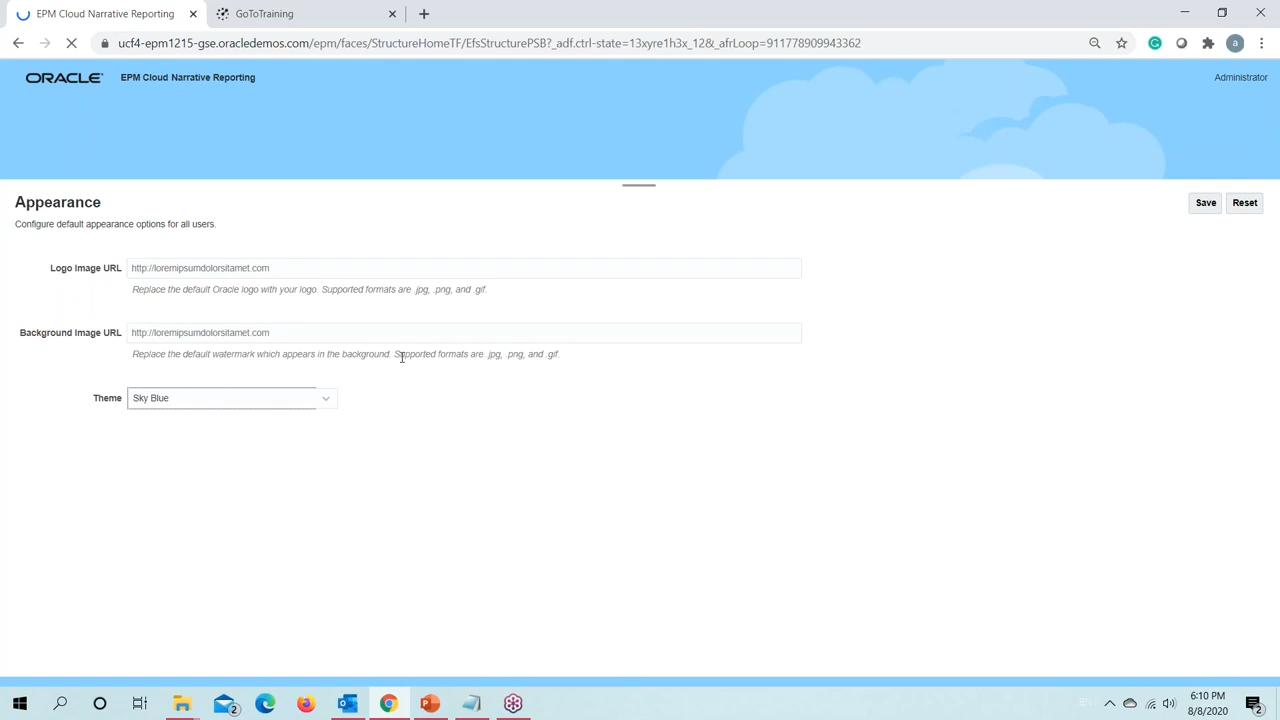 EPM Cloud Narrative Reporting
GoToTraining
ucf4-epm1215-gse.oracledemos.com/epm/faces/StructureHomeTF/EfsStructurePSB?_adf.ctrl-state=13xyre1h3x_12&_afrLoop=911778909943362
a
ORACLE® EPM Cloud Narrative Reporting
Administrator
Appearance
Save Reset
Configure default appearance options for all users.
Logo Image URL http://loremipsumdolorsitamet.com
Replace the default Oracle logo with your logo. Supported formats are .jpg, .png, and .gif.
Background Image URL http://loremipsumdolorsitamet.com
Replace the default watermark which appears in the background. Supported formats are .jpg, .png, and .gif.
Theme Sky Blue
2
6:10 PM
8/8/2020
2